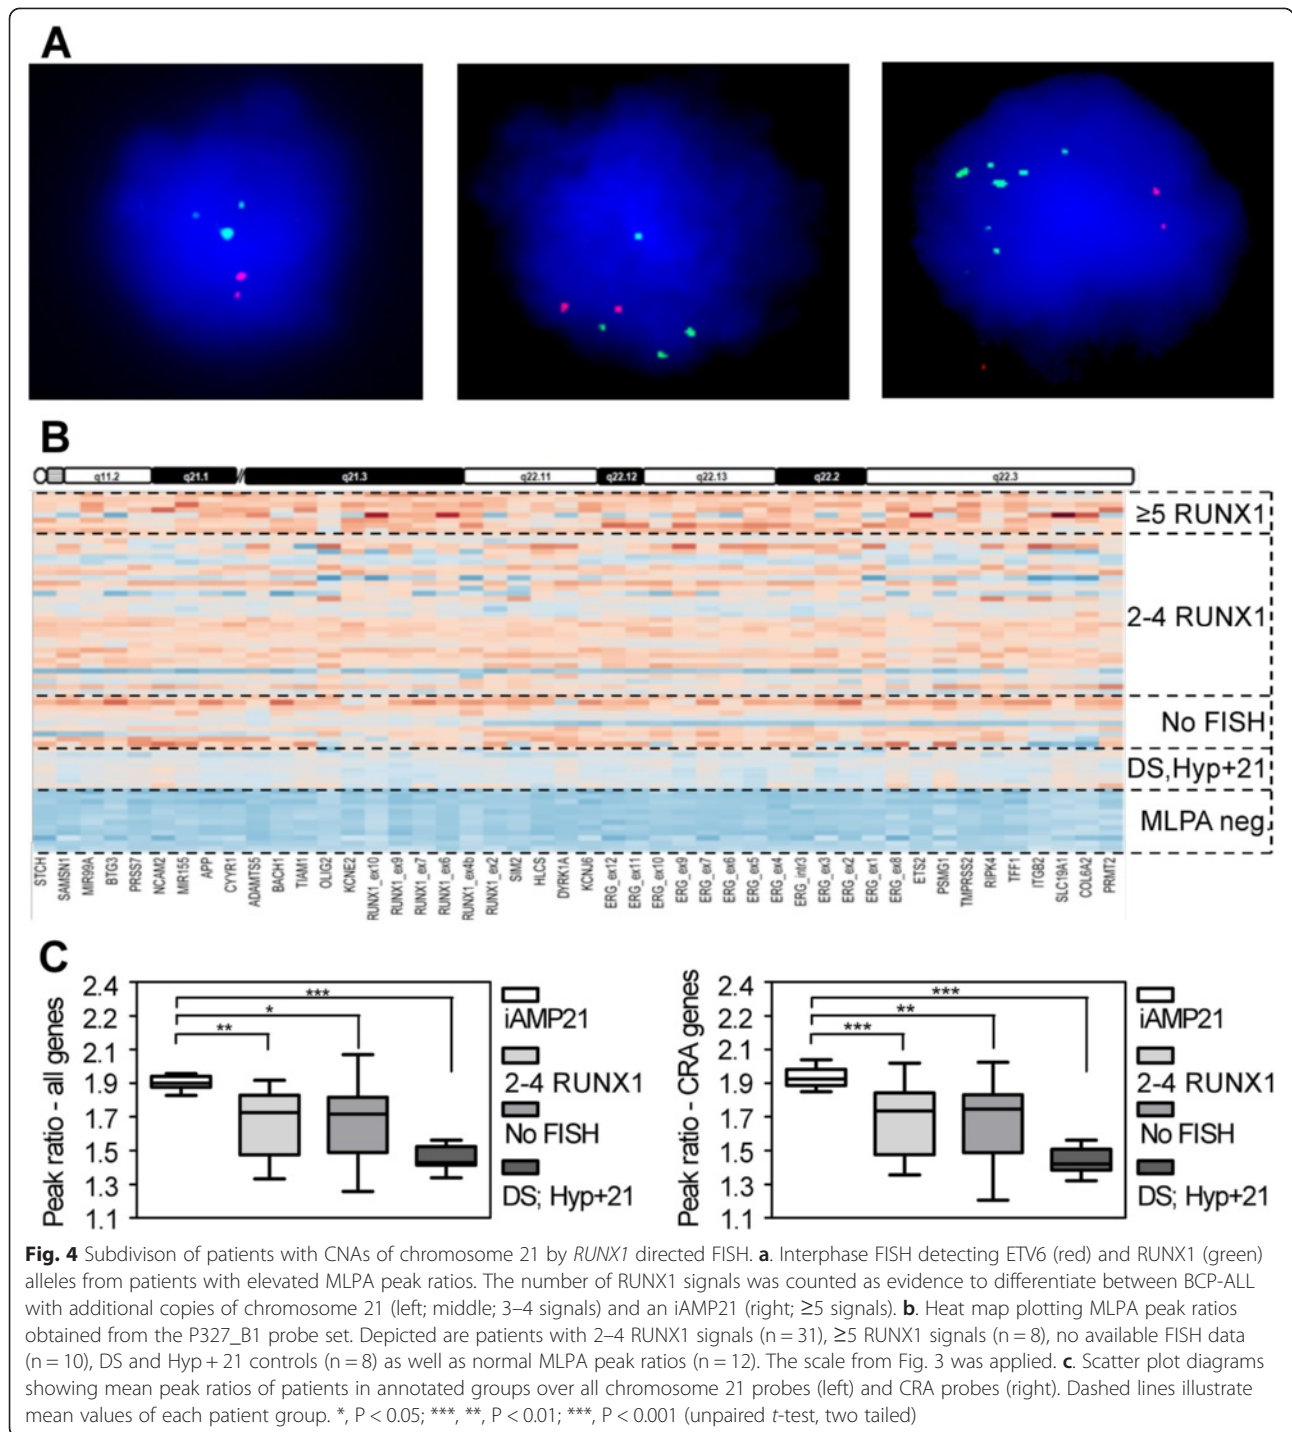 A
B
q11.2 q21.1 // q21.3 q22.11 q22.12 q22.13 q22.2 q22.3
≥5 RUNX1
2-4 RUNX1
No FISH
DS,Hyp+21
MLPA neg.
STCH SAMSN1 MIR99A BTG3 PRSS7 NCAM2 MIR155 APP CYYR1 ADAMTS5 BACH1 TIAM1 OLIG2 KCNE2 RUNX1_ex10 RUNX1_ex9 RUNX1_ex7 RUNX1_ex6 RUNX1_ex4b RUNX1_ex2 SIM2 HLCS DYRK1A KCNJ6 ERG_ex12 ERG_ex11 ERG_ex10 ERG_ex9 ERG_ex7 ERG_ex6 ERG_ex5 ERG_ex4 ERG_intr3 ERG_ex3 ERG_ex2 ERG_ex1 ERG_ex8 ETS2 PSMG1 TMPRSS2 RIPK4 TFF1 ITGB2 SLC19A1 COL6A2 PRMT2
C
Peak ratio - all genes
2.4
2.2
2.1
1.9
1.7
1.5
1.3
1.1
***
*
**
iAMP21
2-4 RUNX1
No FISH
DS; Hyp+21
Peak ratio - CRA genes
2.4
2.2
2.1
1.9
1.7
1.5
1.3
1.1
***
**
***
iAMP21
2-4 RUNX1
No FISH
DS; Hyp+21
Fig. 4 Subdivison of patients with CNAs of chromosome 21 by RUNX1 directed FISH. a. Interphase FISH detecting ETV6 (red) and RUNX1 (green)
alleles from patients with elevated MLPA peak ratios. The number of RUNX1 signals was counted as evidence to differentiate between BCP-ALL
with additional copies of chromosome 21 (left; middle; 3–4 signals) and an iAMP21 (right; ≥5 signals). b. Heat map plotting MLPA peak ratios
obtained from the P327_B1 probe set. Depicted are patients with 2–4 RUNX1 signals (n = 31), ≥5 RUNX1 signals (n = 8), no available FISH data
(n = 10), DS and Hyp + 21 controls (n = 8) as well as normal MLPA peak ratios (n = 12). The scale from Fig. 3 was applied. c. Scatter plot diagrams
showing mean peak ratios of patients in annotated groups over all chromosome 21 probes (left) and CRA probes (right). Dashed lines illustrate
mean values of each patient group. *, P < 0.05; ***, **, P < 0.01; ***, P < 0.001 (unpaired t-test, two tailed)